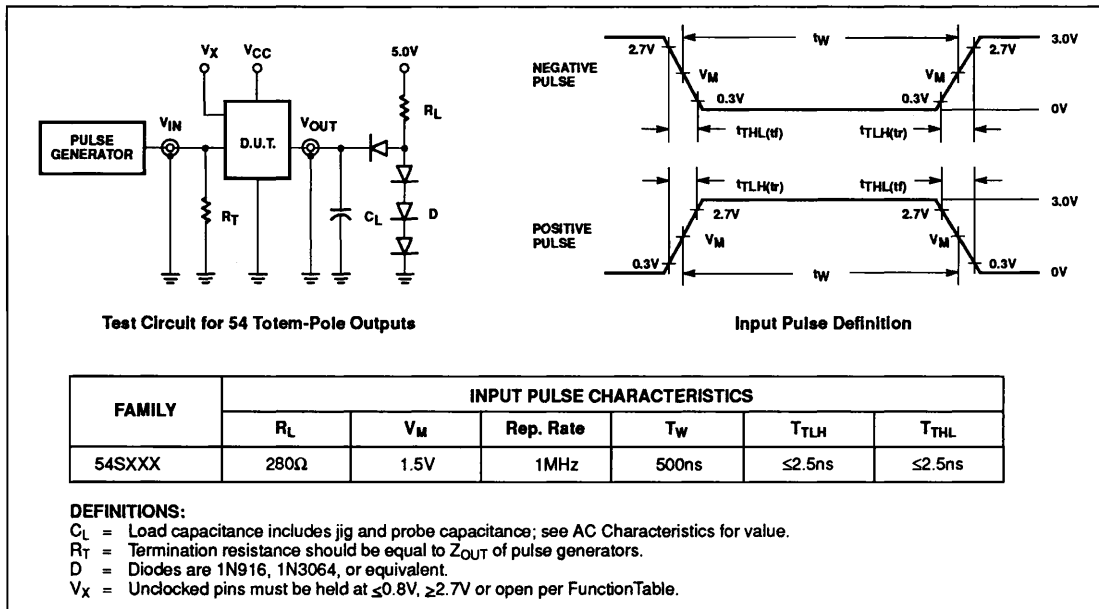 VX
VCC
5.0V
RL
VIN
VOUT
PULSE
GENERATOR
D.U.T.
RT
CL
D
Test Circuit for 54 Totem-Pole Outputs
NEGATIVE
PULSE
2.7V
tW
2.7V
3.0V
VM
VM
0.3V
0.3V
0V
tTHL(tf)
tTLH(tr)
tTLH(tr)
tTHL(tf)
3.0V
POSITIVE
PULSE
2.7V
2.7V
VM
VM
0.3V
tW
0.3V
0V
Input Pulse Definition
FAMILY
INPUT PULSE CHARACTERISTICS
RL VM Rep. Rate TW TTLH TTHL
54SXXX 280Ω 1.5V 1MHz 500ns ≤2.5ns ≤2.5ns
DEFINITIONS:
CL = Load capacitance includes jig and probe capacitance; see AC Characteristics for value.
RT = Termination resistance should be equal to ZOUT of pulse generators.
D = Diodes are 1N916, 1N3064, or equivalent.
VX = Unclocked pins must be held at ≤0.8V, ≥2.7V or open per FunctionTable.